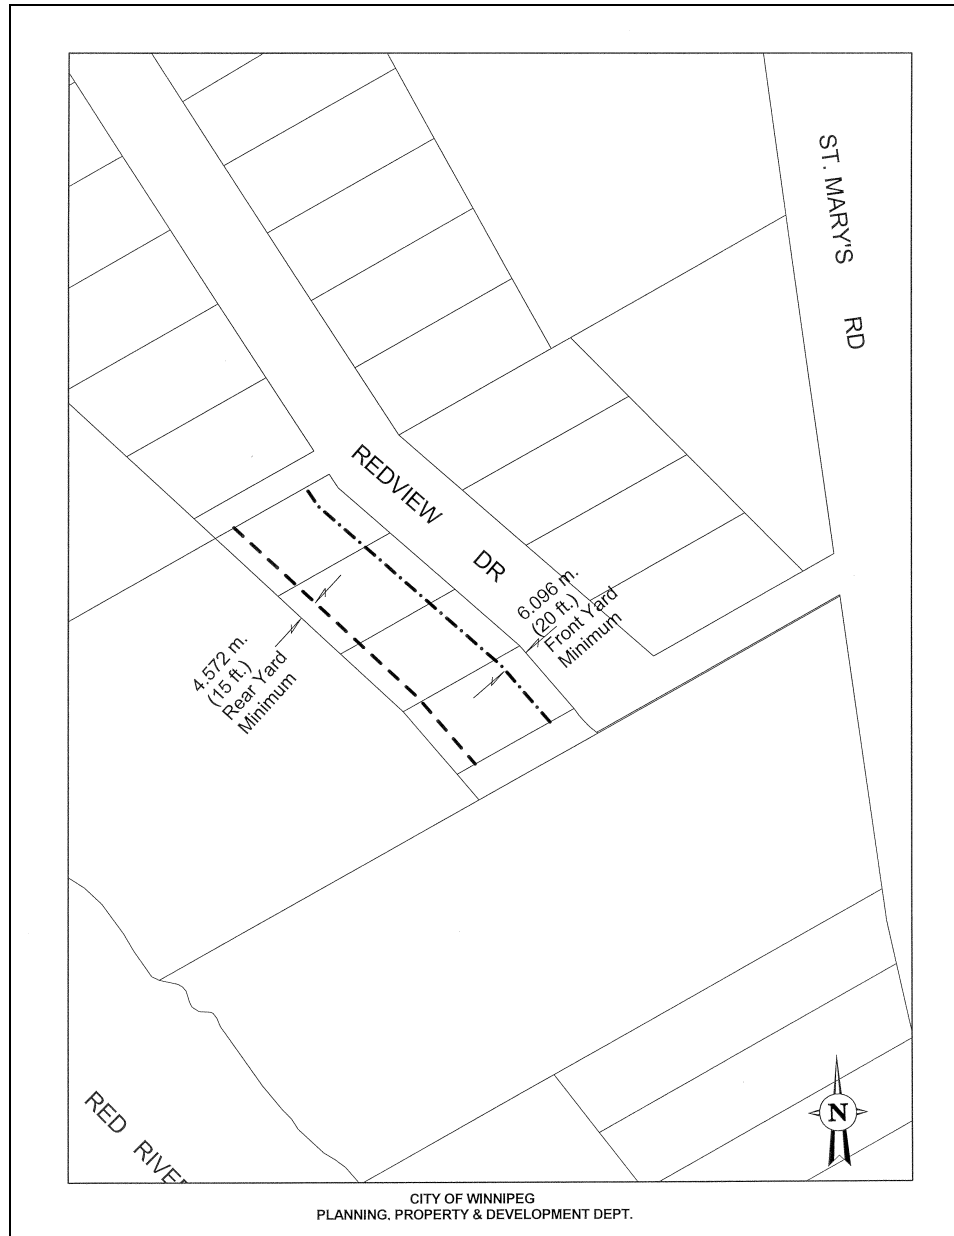 ST. MARY'S RD
REDVIEW DR
6.096 m.
(20 ft.)
Front Yard
Minimum
4.572 m.
(15 ft.)
Rear Yard
Minimum
RED RIVER
N
CITY OF WINNIPEG
PLANNING, PROPERTY & DEVELOPMENT DEPT.